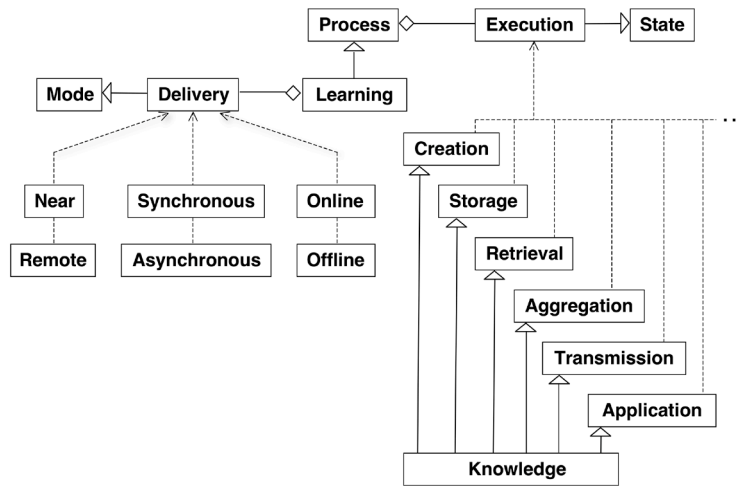 Process
Execution
State
Mode
Delivery
Learning
Creation
Near
Synchronous
Online
Storage
Remote
Asynchronous
Offline
Retrieval
Aggregation
Transmission
Application
Knowledge